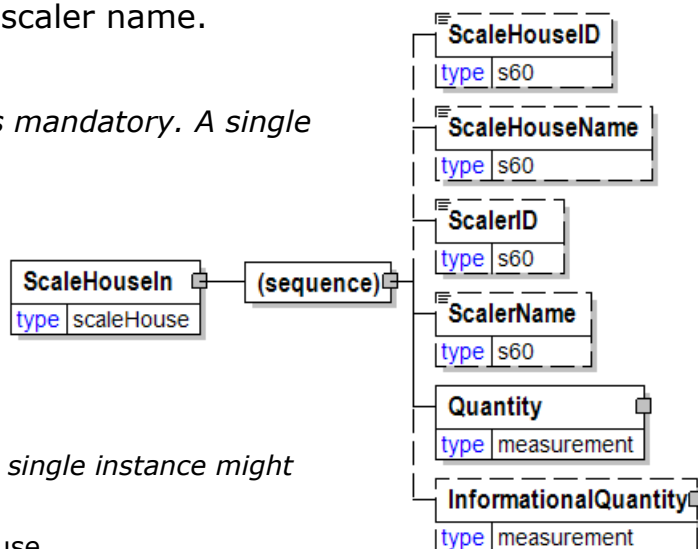 scaler name.
s mandatory. A single
single instance might
use
ScaleHouseIn
type scaleHouse
(sequence)
ScaleHouseID
type s60
ScaleHouseName
type s60
ScalerID
type s60
ScalerName
type s60
Quantity
type measurement
InformationalQuantity
type measurement